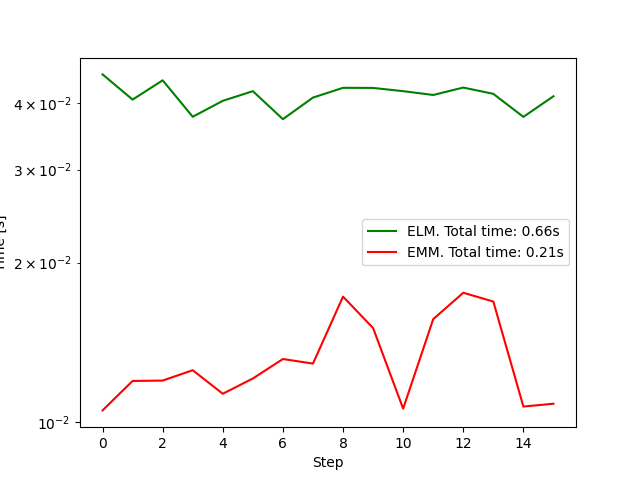 4 × 10⁻²
3 × 10⁻²
2 × 10⁻²
10⁻²
ELM. Total time: 0.66s
EMM. Total time: 0.21s
0 2 4 6 8 10 12 14
Step